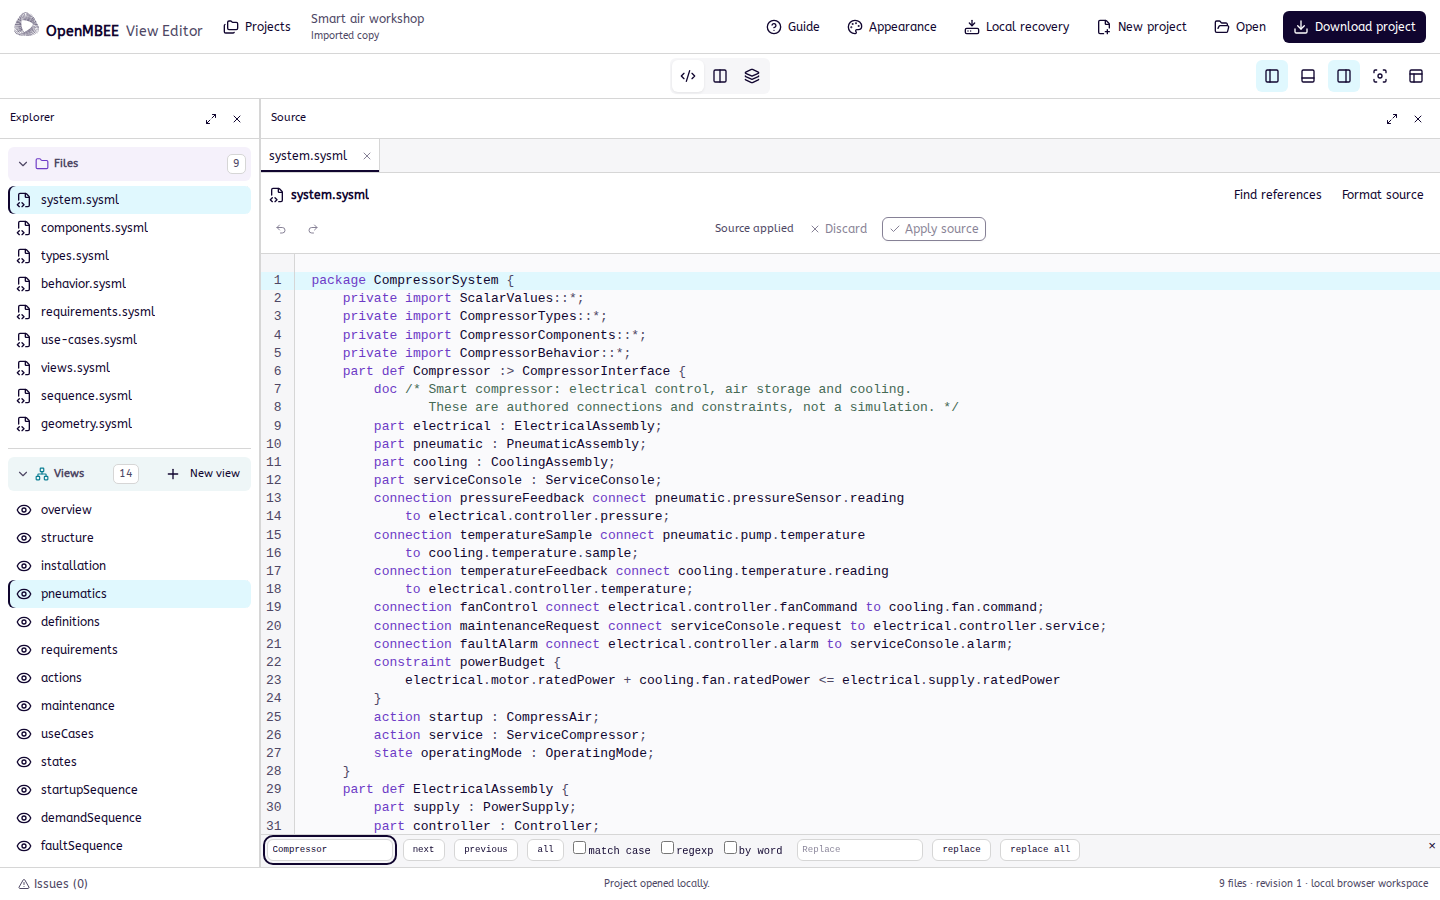 OpenMBEE View Editor
Projects
Smart air workshop
Imported copy
Guide
Appearance
Local recovery
New project
Open
Download project
Explorer
Files
9
system.sysml
components.sysml
types.sysml
behavior.sysml
requirements.sysml
use-cases.sysml
views.sysml
sequence.sysml
geometry.sysml
Views
14
New view
overview
structure
installation
pneumatics
definitions
requirements
actions
maintenance
useCases
states
startupSequence
demandSequence
faultSequence
Source
system.sysml
system.sysml
Find references
Format source
Source applied
Discard
Apply source
1 package CompressorSystem {
2 private import ScalarValues::*;
3 private import CompressorTypes::*;
4 private import CompressorComponents::*;
5 private import CompressorBehavior::*;
6 part def Compressor :> CompressorInterface {
7 doc /* Smart compressor: electrical control, air storage and cooling.
8 These are authored connections and constraints, not a simulation. */
9 part electrical : ElectricalAssembly;
10 part pneumatic : PneumaticAssembly;
11 part cooling : CoolingAssembly;
12 part serviceConsole : ServiceConsole;
13 connection pressureFeedback connect pneumatic.pressureSensor.reading
14 to electrical.controller.pressure;
15 connection temperatureSample connect pneumatic.pump.temperature
16 to cooling.temperature.sample;
17 connection temperatureFeedback connect cooling.temperature.reading
18 to electrical.controller.temperature;
19 connection fanControl connect electrical.controller.fanCommand to cooling.fan.command;
20 connection maintenanceRequest connect serviceConsole.request to electrical.controller.service;
21 connection faultAlarm connect electrical.controller.alarm to serviceConsole.alarm;
22 constraint powerBudget {
23 electrical.motor.ratedPower + cooling.fan.ratedPower <= electrical.supply.ratedPower
24 }
25 action startup : CompressAir;
26 action service : ServiceCompressor;
27 state operatingMode : OperatingMode;
28 }
29 part def ElectricalAssembly {
30 part supply : PowerSupply;
31 part controller : Controller;
Compressor
next
previous
all
match case
regexp
by word
Replace
replace
replace all
×
Issues (0)
Project opened locally.
9 files · revision 1 · local browser workspace